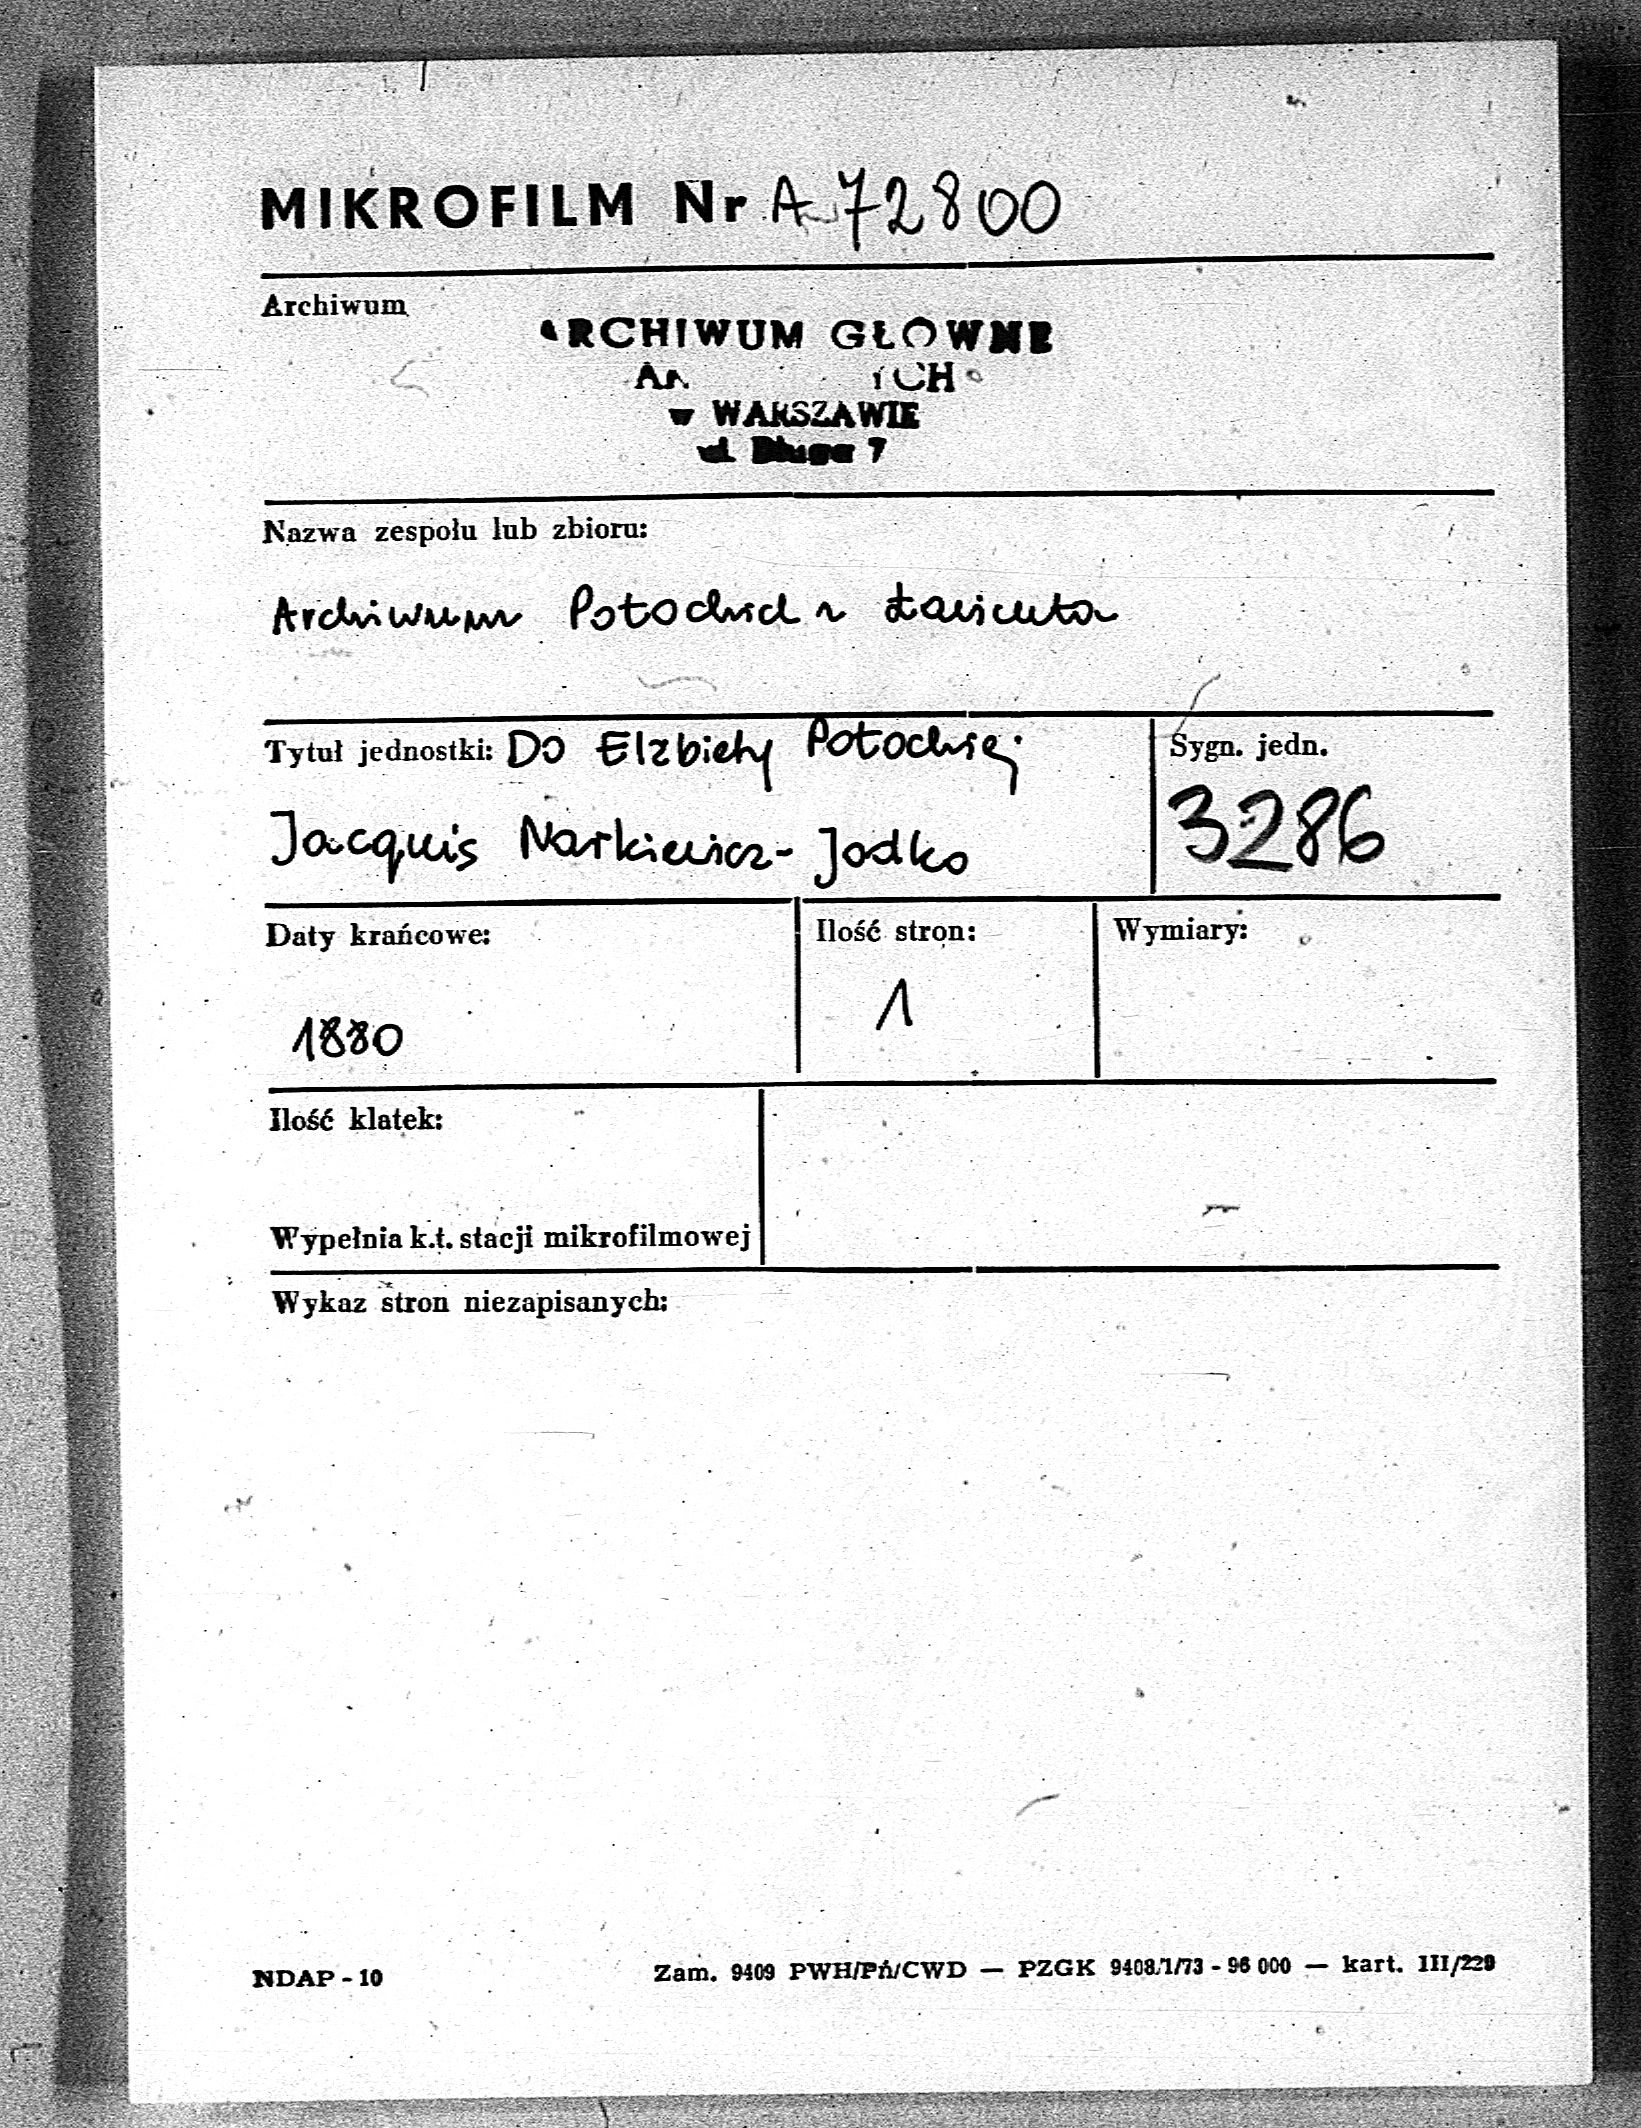 MIKROFILM Nr A-72800
Archiwum
ARCHIWUM GŁÓWNE
w WARSZAWIE
ul. Długa 7
Nazwa zespołu lub zbioru:
Archiwum Potockich z Łańcuta
Tytuł jednostki: Do Elżbiety Potockiej
Sygn. jedn.
Jacquis Narkiewicz-Jodko
3286
Daty krańcowe:
Ilość stron:
Wymiary:
1880
1
Ilość klatek:
Wypełnia k.t. stacji mikrofilmowej
Wykaz stron niezapisanych:
NDAP - 10
Zam. 9409 PWH/PŃ/CWD — PZGK 9408/1/73 - 96 000 — kart. III/229